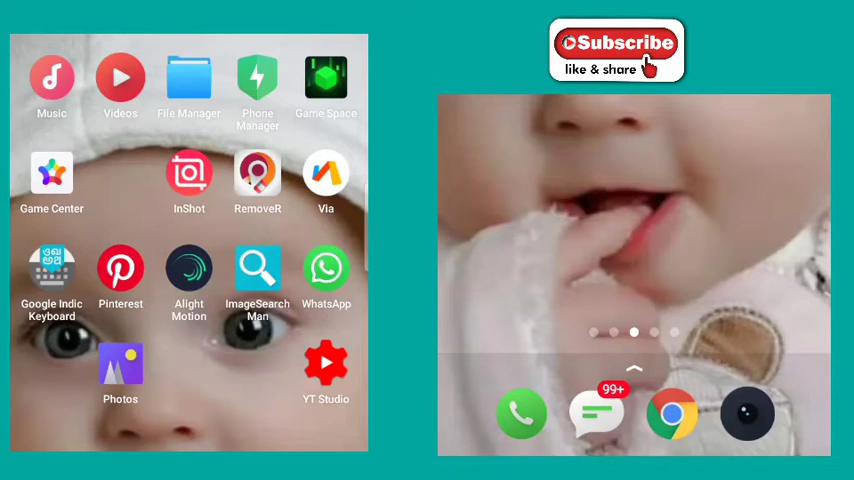 Subscribe
like & share
Music
Videos
File Manager
Phone
Manager
Game Space
Game Center
InShot
RemoveR
Via
Google Indic
Keyboard
Pinterest
Alight
Motion
ImageSearch
Man
WhatsApp
Photos
YT Studio
99+